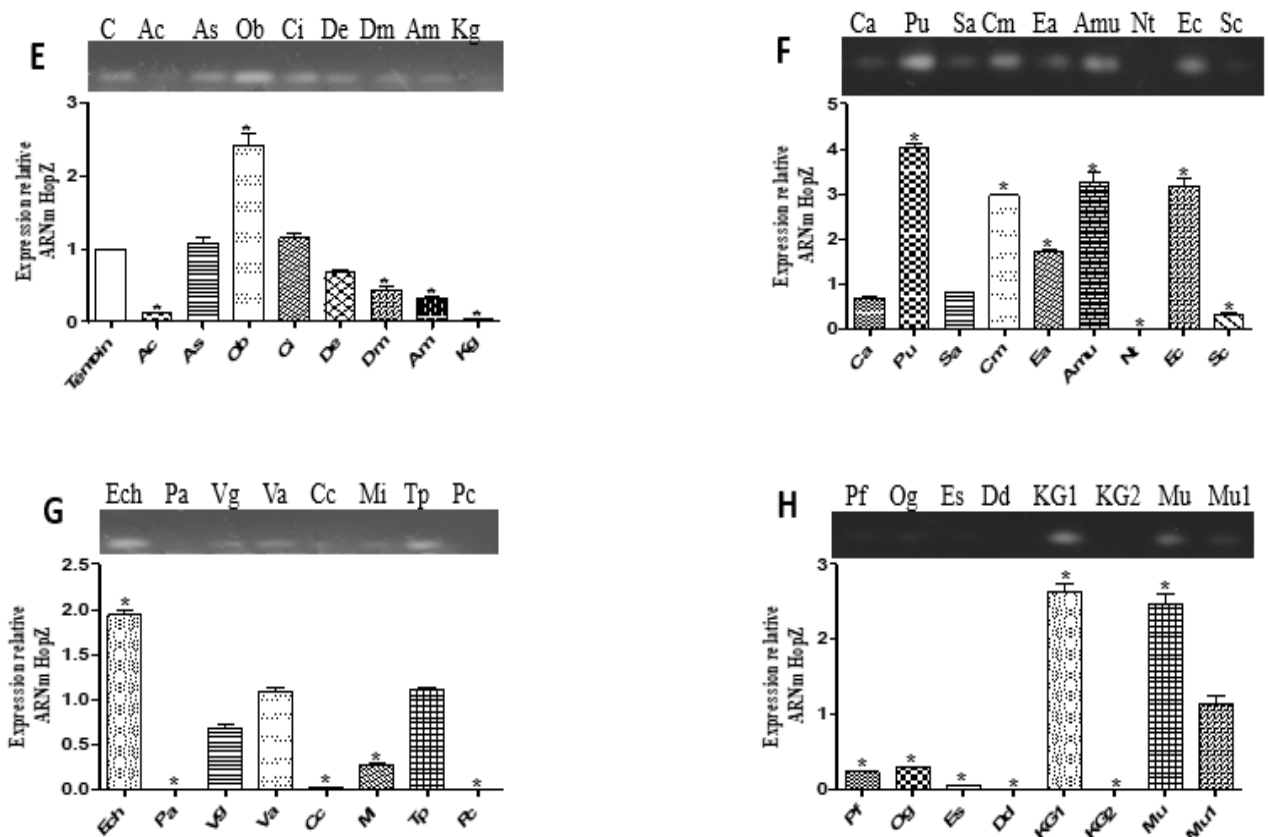 C Ac As Ob Ci De Dm Am Kg
E
3
2
1
0
Expression relative
ARNm HopZ
* * * * *
Témoin Ac As Ob Ci De Dm Am Kg
Ca Pu Sa Cm Ea Amu Nt Ec Sc
F
5
4
3
2
1
0
Expression relative
ARNm HopZ
* * * * * * *
Ca Pu Sa Cm Ea Amu Nt Ec Sc
Ech Pa Vg Va Cc Mi Tp Pc
G
2.5
2.0
1.5
1.0
0.5
0.0
Expression relative
ARNm HopZ
* * * * *
Ech Pa Vg Va Cc M Tp Pc
Pf Og Es Dd KG1 KG2 Mu Mu1
H
3
2
1
0
Expression relative
ARNm HopZ
* * * * * * *
Pf Og Es Dd KG1 KG2 Mu Mu1